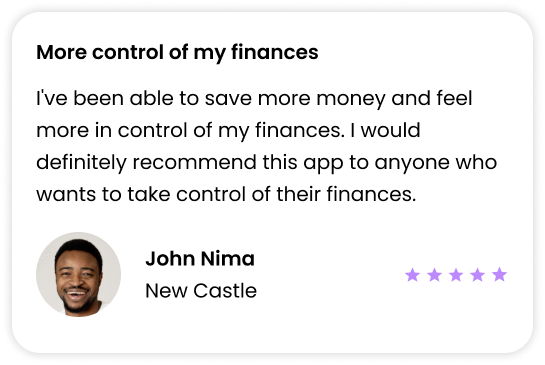 More control of my finances
I've been able to save more money and feel
more in control of my finances. I would
definitely recommend this app to anyone who
wants to take control of their finances.
John Nima
New Castle